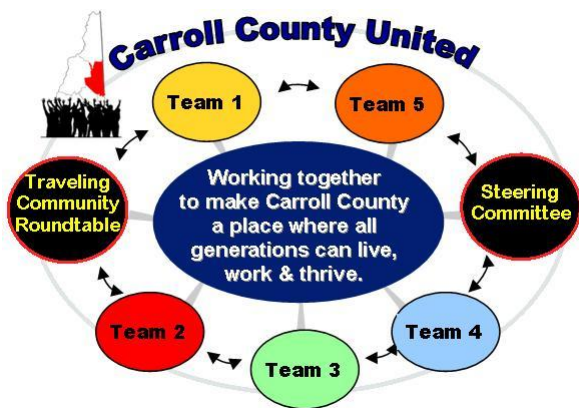 Carroll County United
Team 1
Team 5
Traveling
Community
Roundtable
Working together
to make Carroll County
a place where all
generations can live,
work & thrive.
Steering
Committee
Team 2
Team 4
Team 3